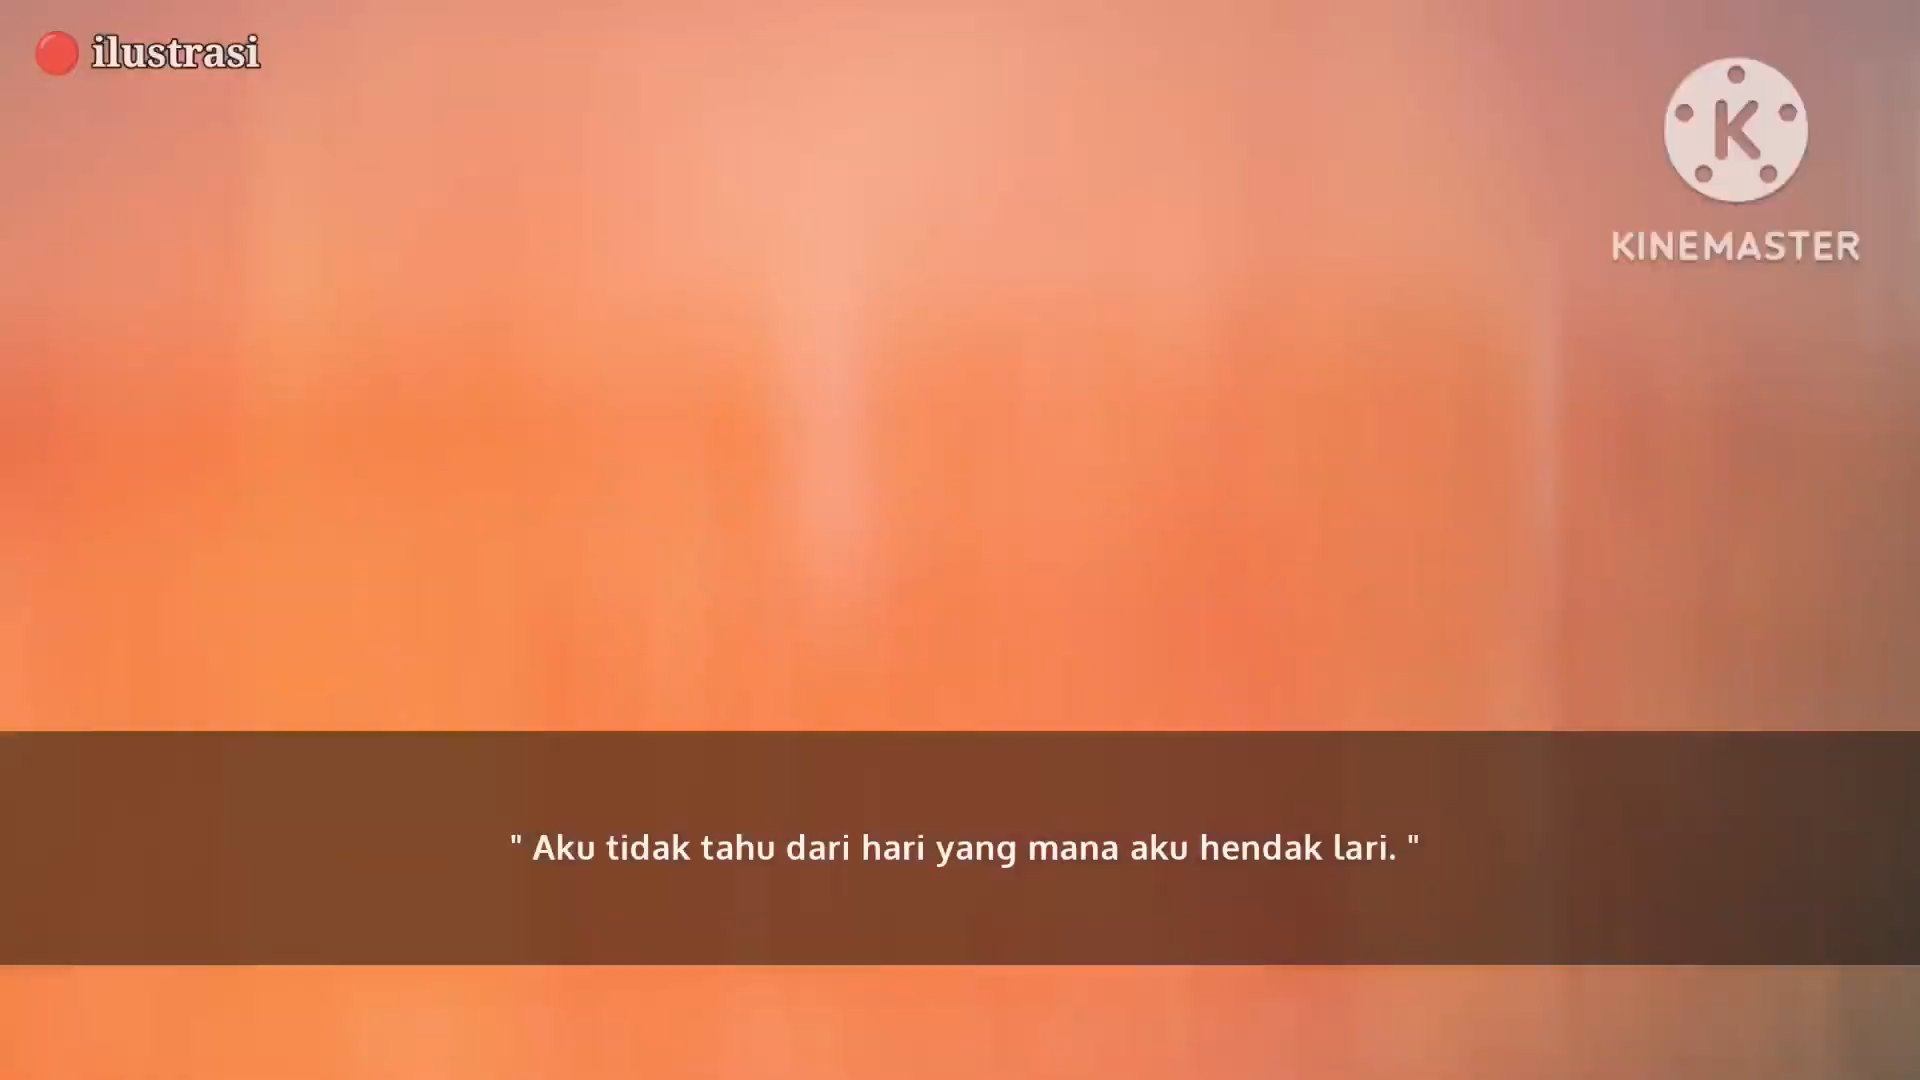 🔴 ilustrasi
K
KINEMASTER
" Aku tidak tahu dari hari yang mana aku hendak lari. "